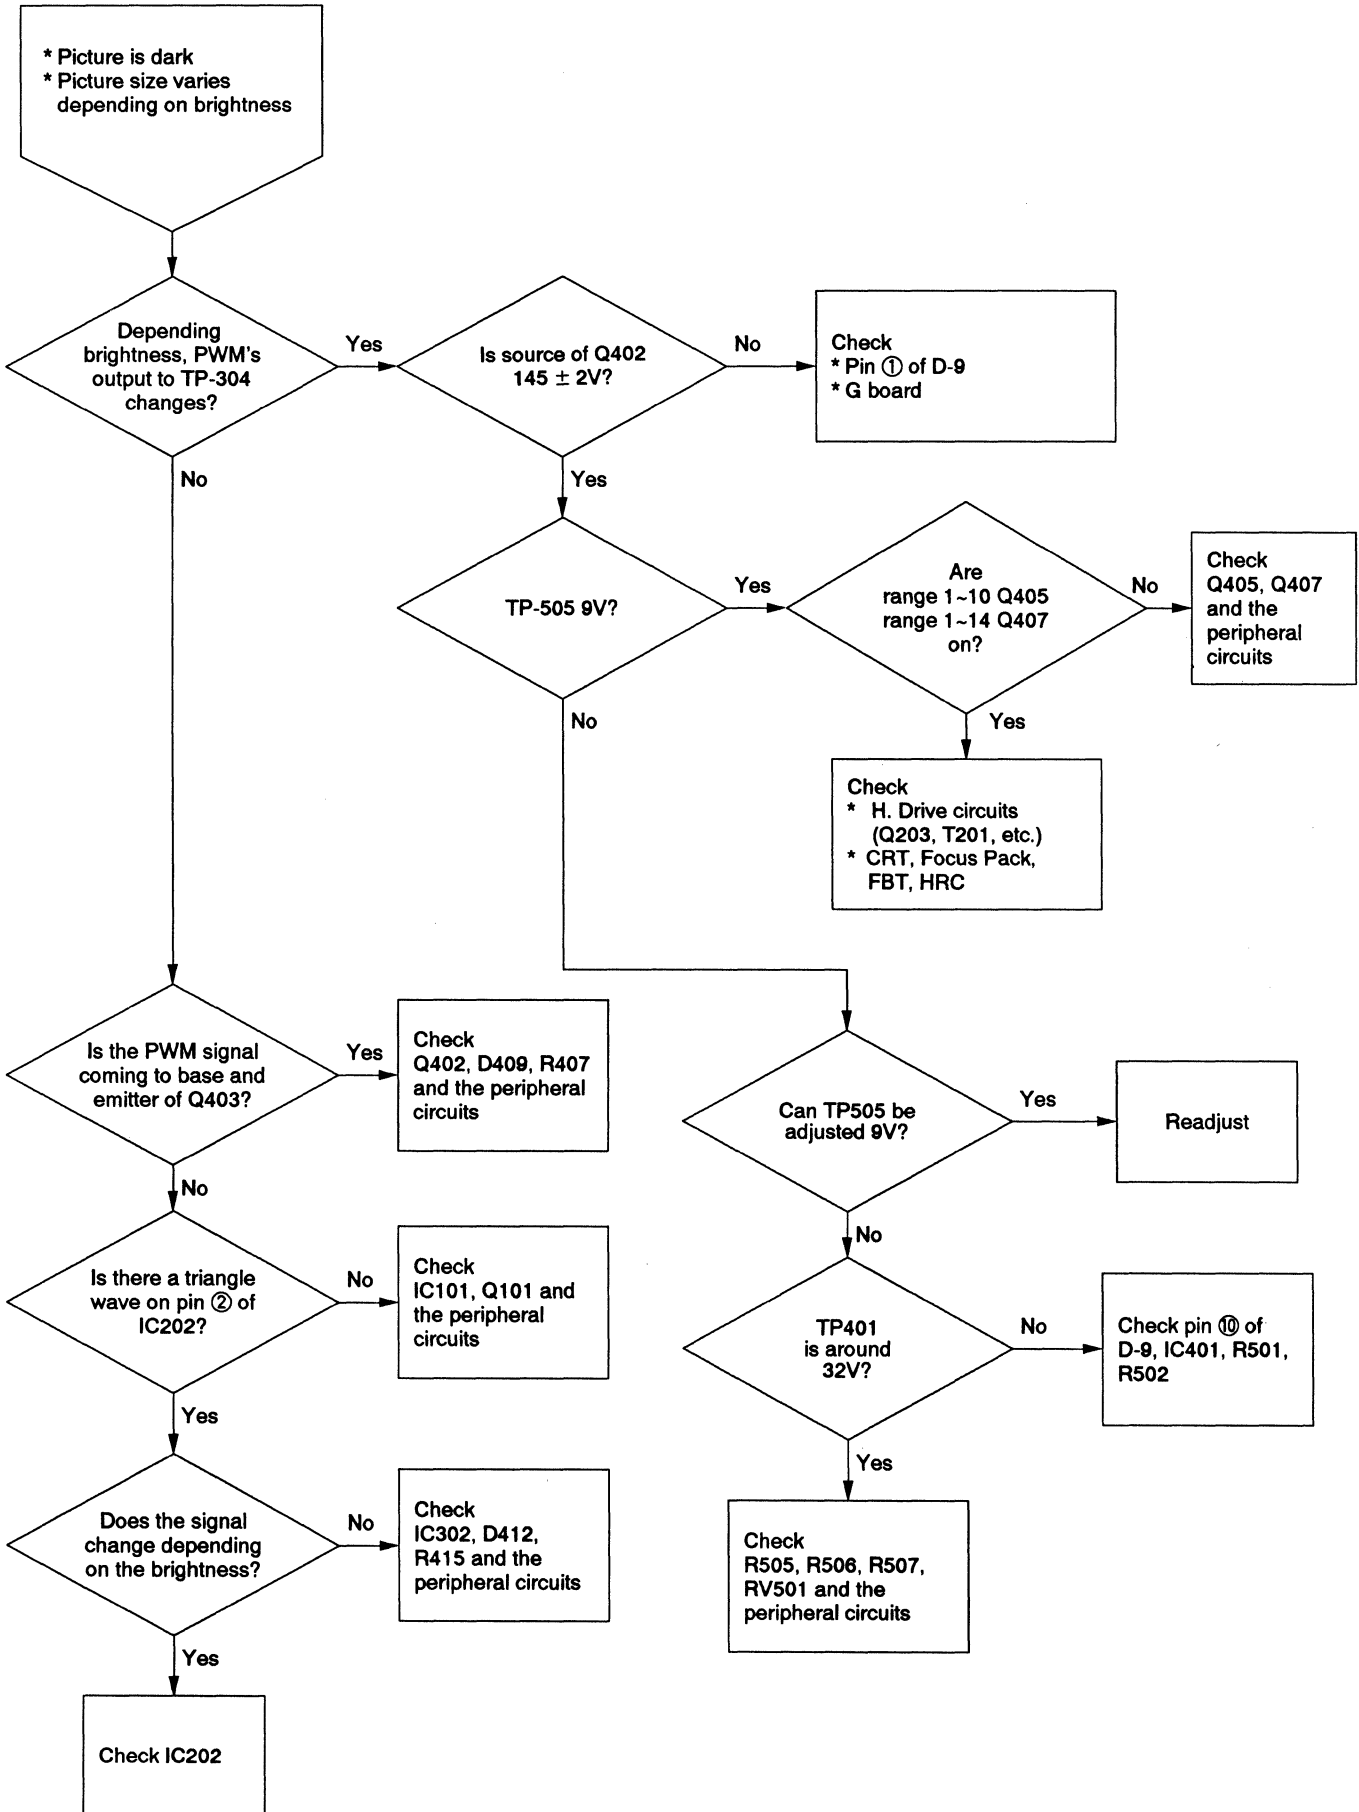 * Picture is dark
* Picture size varies
depending on brightness
Depending
brightness, PWM's
output to TP-304
changes?
Yes
No
Is source of Q402
145 ± 2V?
No
Yes
Check
* Pin ① of D-9
* G board
TP-505 9V?
Yes
No
Are
range 1~10 Q405
range 1~14 Q407
on?
No
Yes
Check
Q405, Q407
and the
peripheral
circuits
Check
* H. Drive circuits
(Q203, T201, etc.)
* CRT, Focus Pack,
FBT, HRC
Is the PWM signal
coming to base and
emitter of Q403?
Yes
No
Check
Q402, D409, R407
and the peripheral
circuits
Can TP505 be
adjusted 9V?
Yes
No
Readjust
Is there a triangle
wave on pin ② of
IC202?
No
Yes
Check
IC101, Q101 and
the peripheral
circuits
TP401
is around
32V?
No
Yes
Check pin ⑩ of
D-9, IC401, R501,
R502
Does the signal
change depending
on the brightness?
No
Yes
Check
IC302, D412,
R415 and the
peripheral circuits
Check
R505, R506, R507,
RV501 and the
peripheral circuits
Check IC202